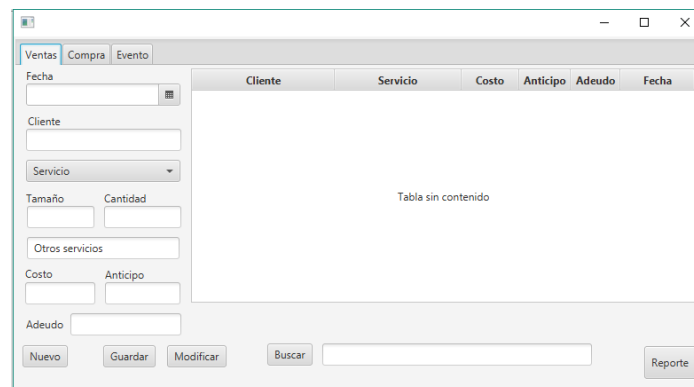 Ventas Compra Evento
Fecha
Cliente
Servicio
Tamaño Cantidad
Otros servicios
Costo Anticipo
Adeudo
Cliente Servicio Costo Anticipo Adeudo Fecha
Tabla sin contenido
Nuevo Guardar Modificar Buscar Reporte